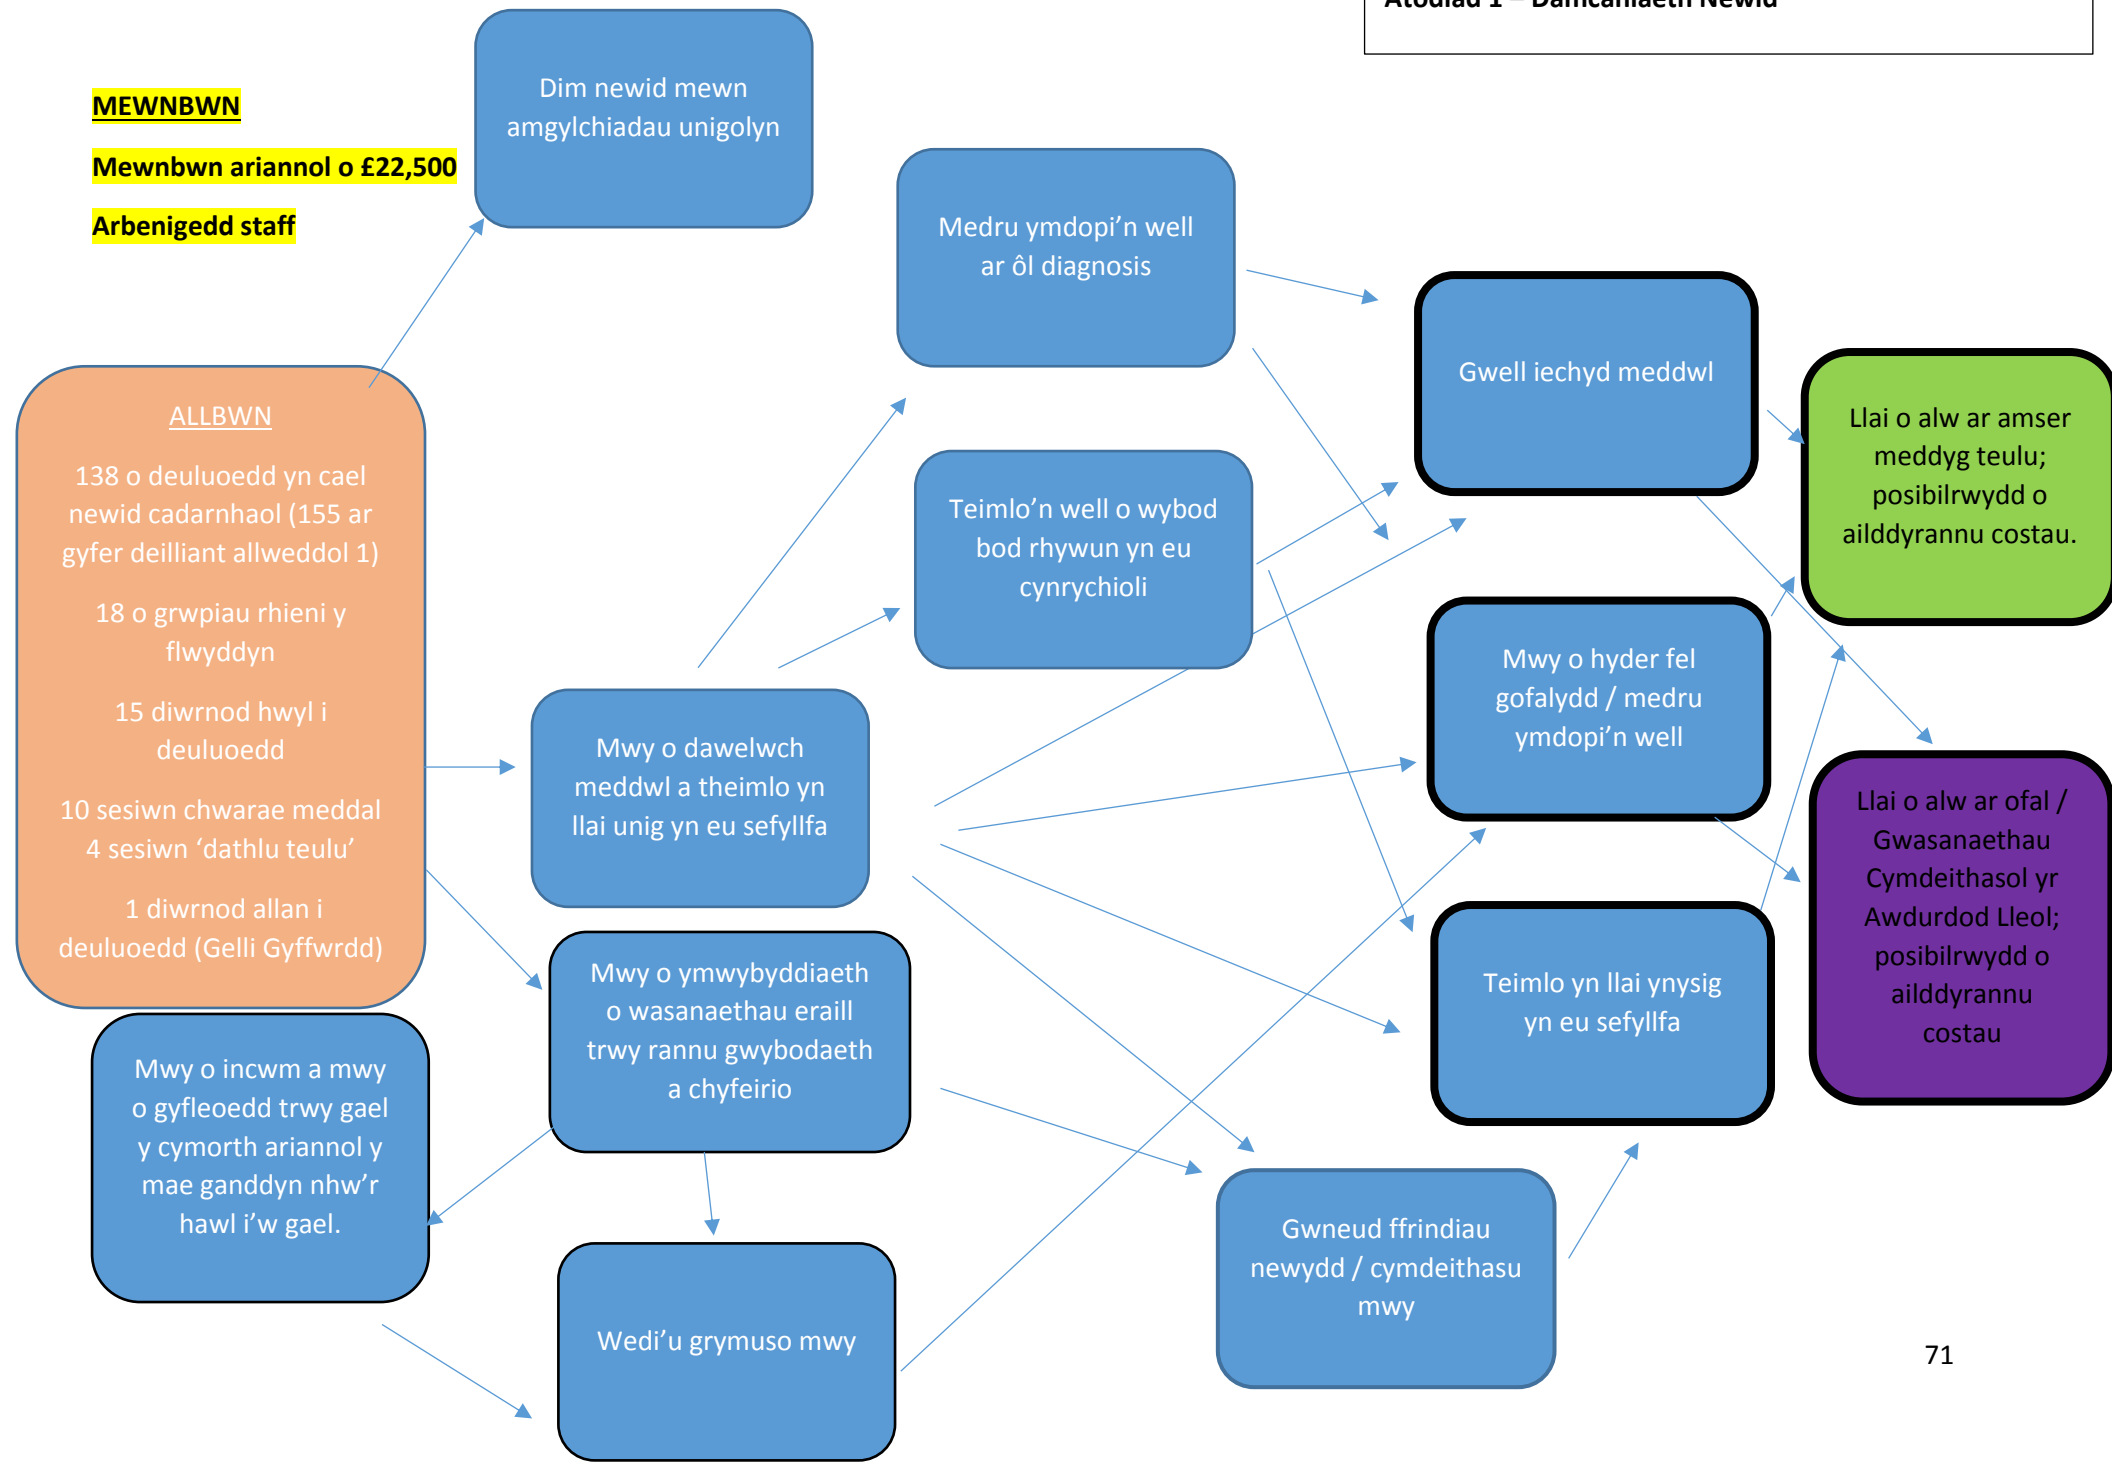 Atodiad 1 – Damcaniaeth Newid
MEWNBWN
Mewnbwn ariannol o £22,500
Arbenigedd staff
Dim newid mewn
amgylchiadau unigolyn
Medru ymdopi’n well
ar ôl diagnosis
Gwell iechyd meddwl
Llai o alw ar amser
meddyg teulu;
posibilrwydd o
ailddyrannu costau.
ALLBWN
138 o deuluoedd yn cael
newid cadarnhaol (155 ar
gyfer deilliant allweddol 1)
18 o grwpiau rhieni y
flwyddyn
15 diwrnod hwyl i
deuluoedd
10 sesiwn chwarae meddal
4 sesiwn ‘dathlu teulu’
1 diwrnod allan i
deuluoedd (Gelli Gyffwrdd)
Teimlo’n well o wybod
bod rhywun yn eu
cynrychioli
Mwy o hyder fel
gofalydd / medru
ymdopi’n well
Mwy o dawelwch
meddwl a theimlo yn
llai unig yn eu sefyllfa
Llai o alw ar ofal /
Gwasanaethau
Cymdeithasol yr
Awdurdod Lleol;
posibilrwydd o
ailddyrannu
costau
Mwy o ymwybyddiaeth
o wasanaethau eraill
trwy rannu gwybodaeth
a chyfeirio
Teimlo yn llai ynysig
yn eu sefyllfa
Mwy o incwm a mwy
o gyfleoedd trwy gael
y cymorth ariannol y
mae ganddyn nhw’r
hawl i’w gael.
Gwneud ffrindiau
newydd / cymdeithasu
mwy
Wedi’u grymuso mwy
71